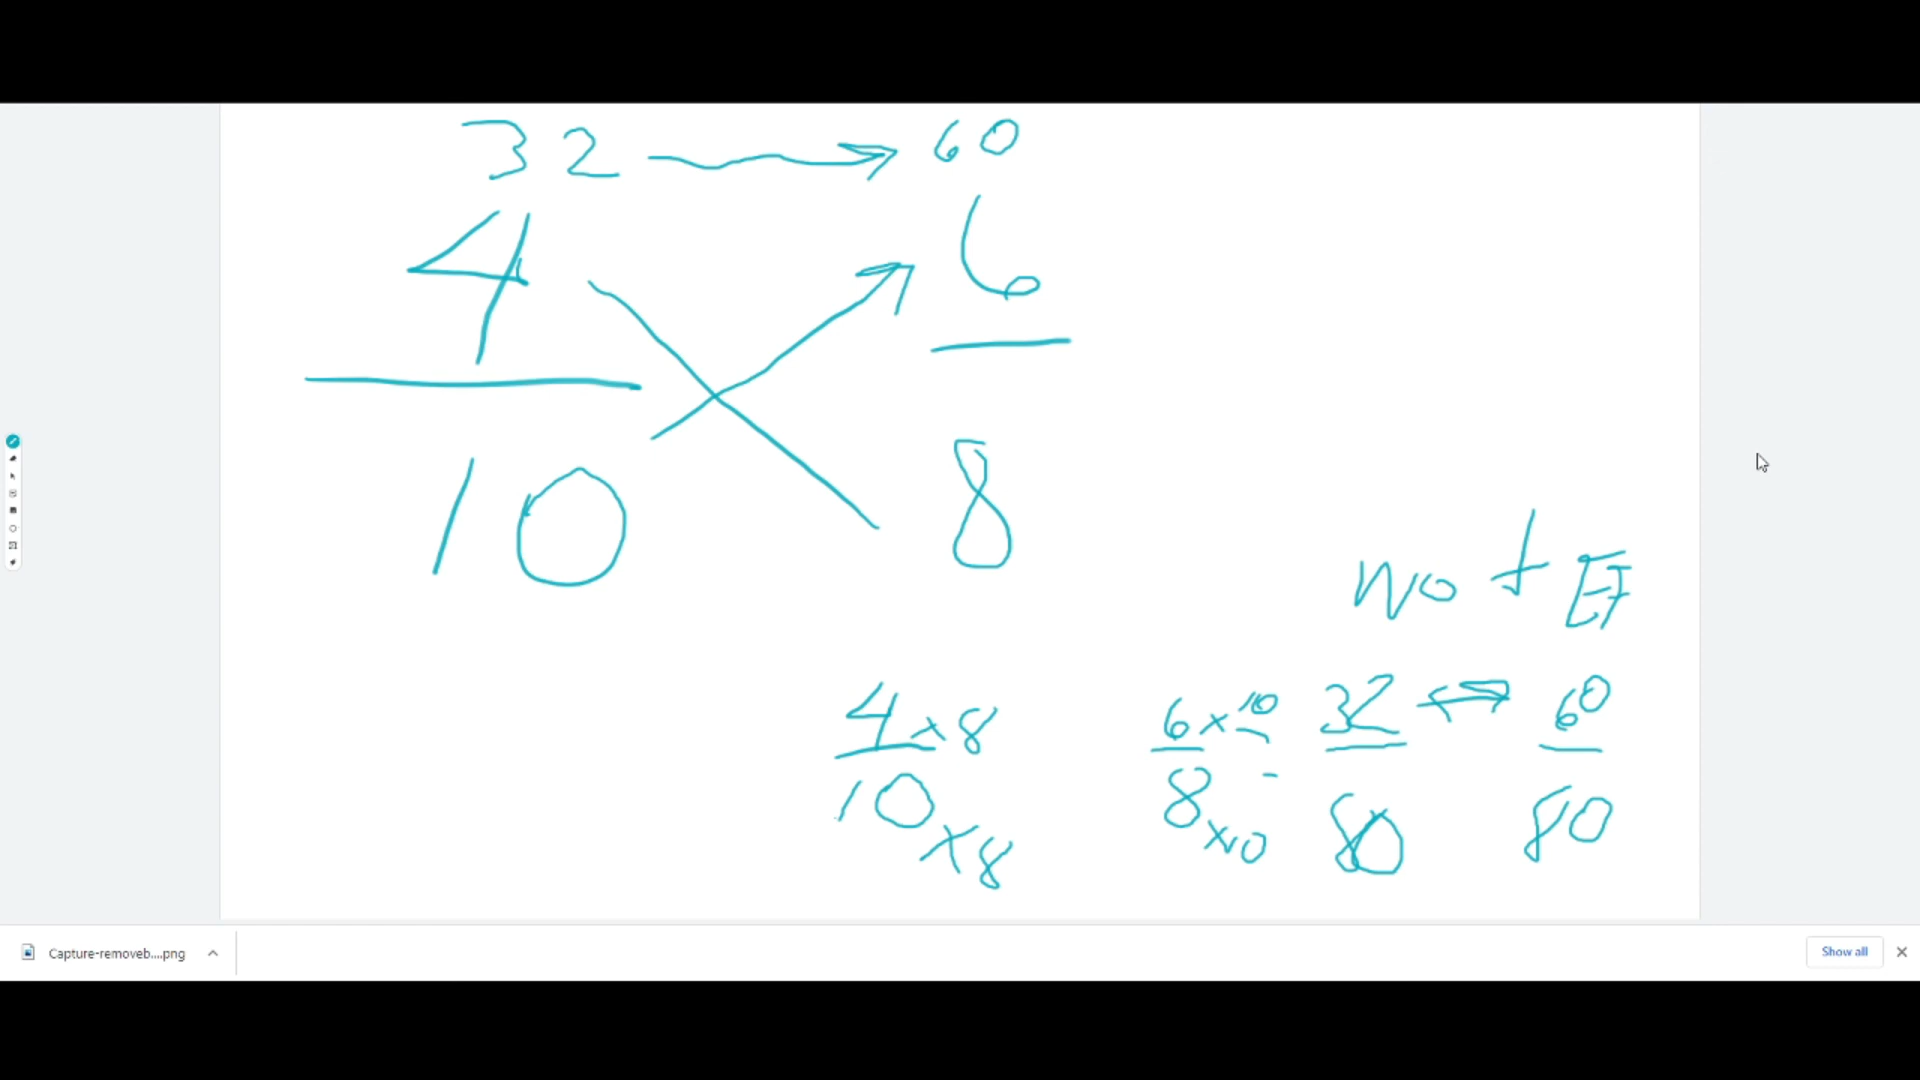 32 → 60
4 6
10 8
No t EF
4 x 8 6 x 10 = 32 ↔ 60
10 x 8 8 x 10 80 80
Capture-removeb....png
Show all